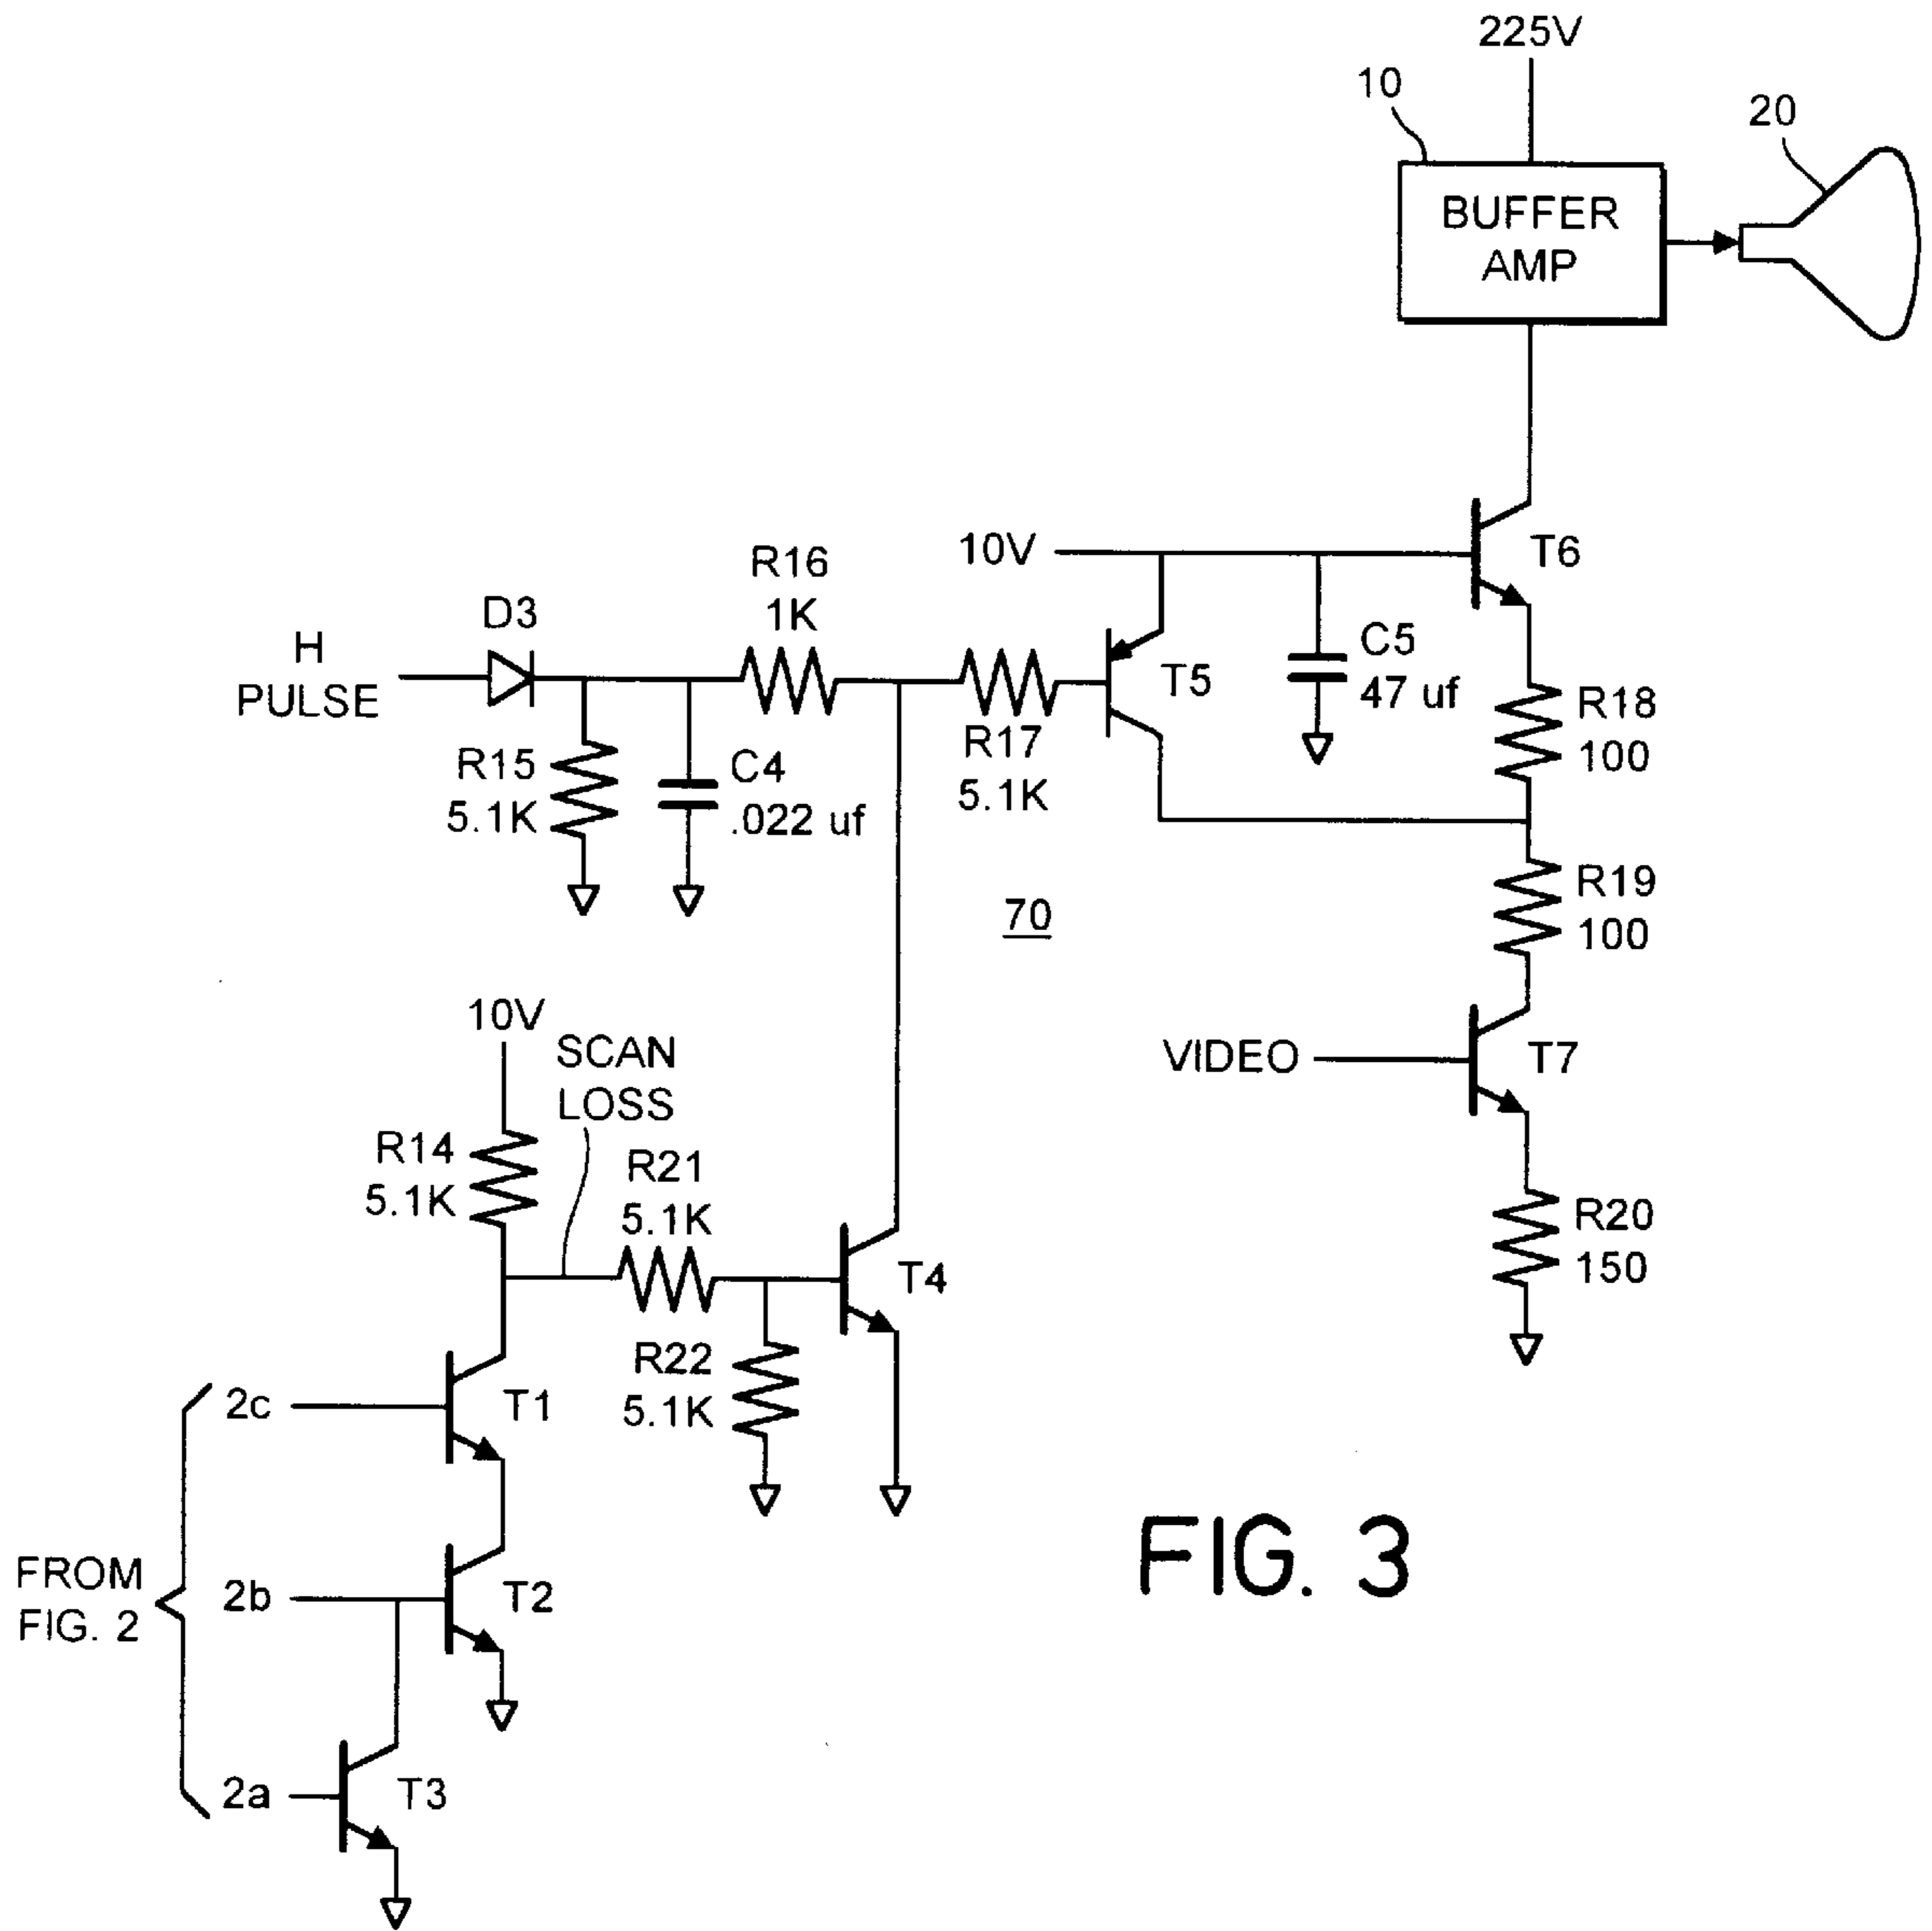 225V
10
20
BUFFER
AMP
10V
T6
R16
1K
D3
H
PULSE
T5
C5
47 uf
R18
100
R15
5.1K
C4
.022 uf
R17
5.1K
R19
100
70
10V
SCAN
LOSS
VIDEO
T7
R14
5.1K
R21
5.1K
R20
150
T4
R22
5.1K
2c
T1
FROM
FIG. 2
2b
T2
2a
T3
FIG. 3